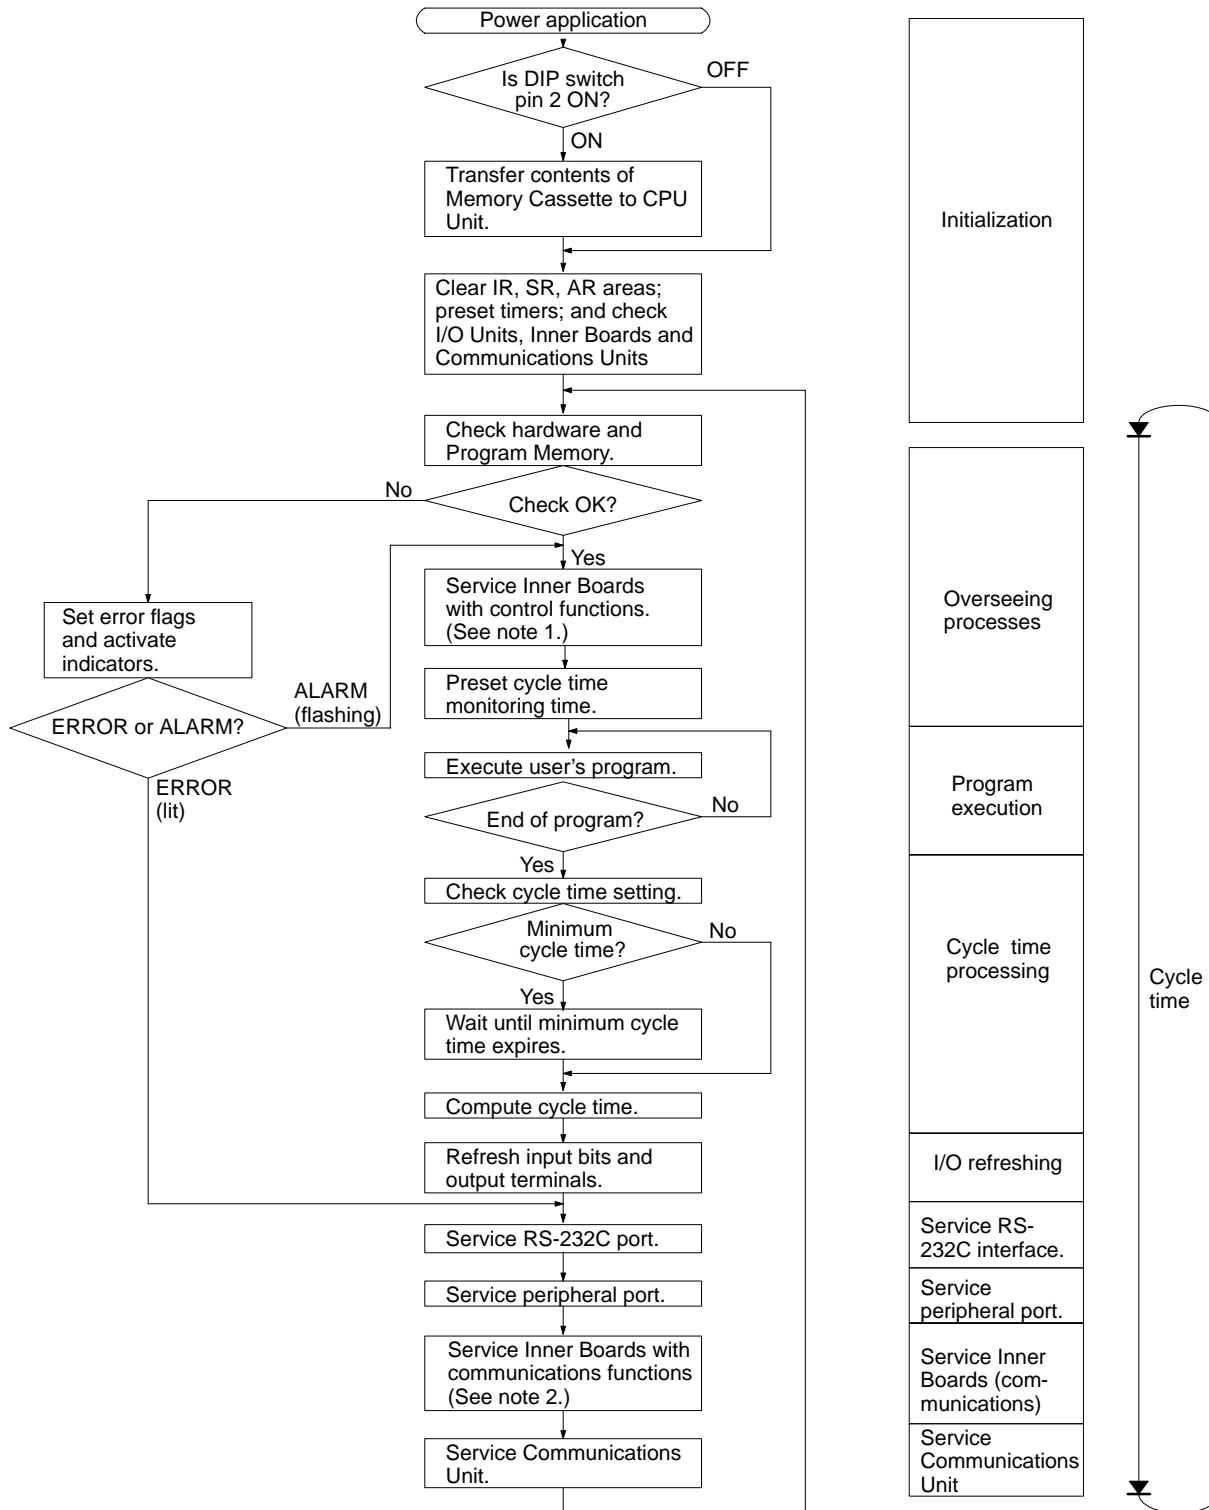 Power application
Is DIP switch
pin 2 ON?
OFF
ON
Transfer contents of
Memory Cassette to CPU
Unit.
Clear IR, SR, AR areas;
preset timers; and check
I/O Units, Inner Boards and
Communications Units
Check hardware and
Program Memory.
No
Check OK?
Yes
Service Inner Boards
with control functions.
(See note 1.)
Set error flags
and activate
indicators.
ERROR or ALARM?
ALARM
(flashing)
ERROR
(lit)
Preset cycle time
monitoring time.
Execute user's program.
End of program?
No
Yes
Check cycle time setting.
Minimum
cycle time?
No
Yes
Wait until minimum cycle
time expires.
Compute cycle time.
Refresh input bits and
output terminals.
Service RS-232C port.
Service peripheral port.
Service Inner Boards with
communications functions
(See note 2.)
Service Communications
Unit.
Initialization
Overseeing
processes
Program
execution
Cycle time
processing
I/O refreshing
Service RS-
232C interface.
Service
peripheral port.
Service Inner
Boards (com-
munications)
Service
Communications
Unit
Cycle
time